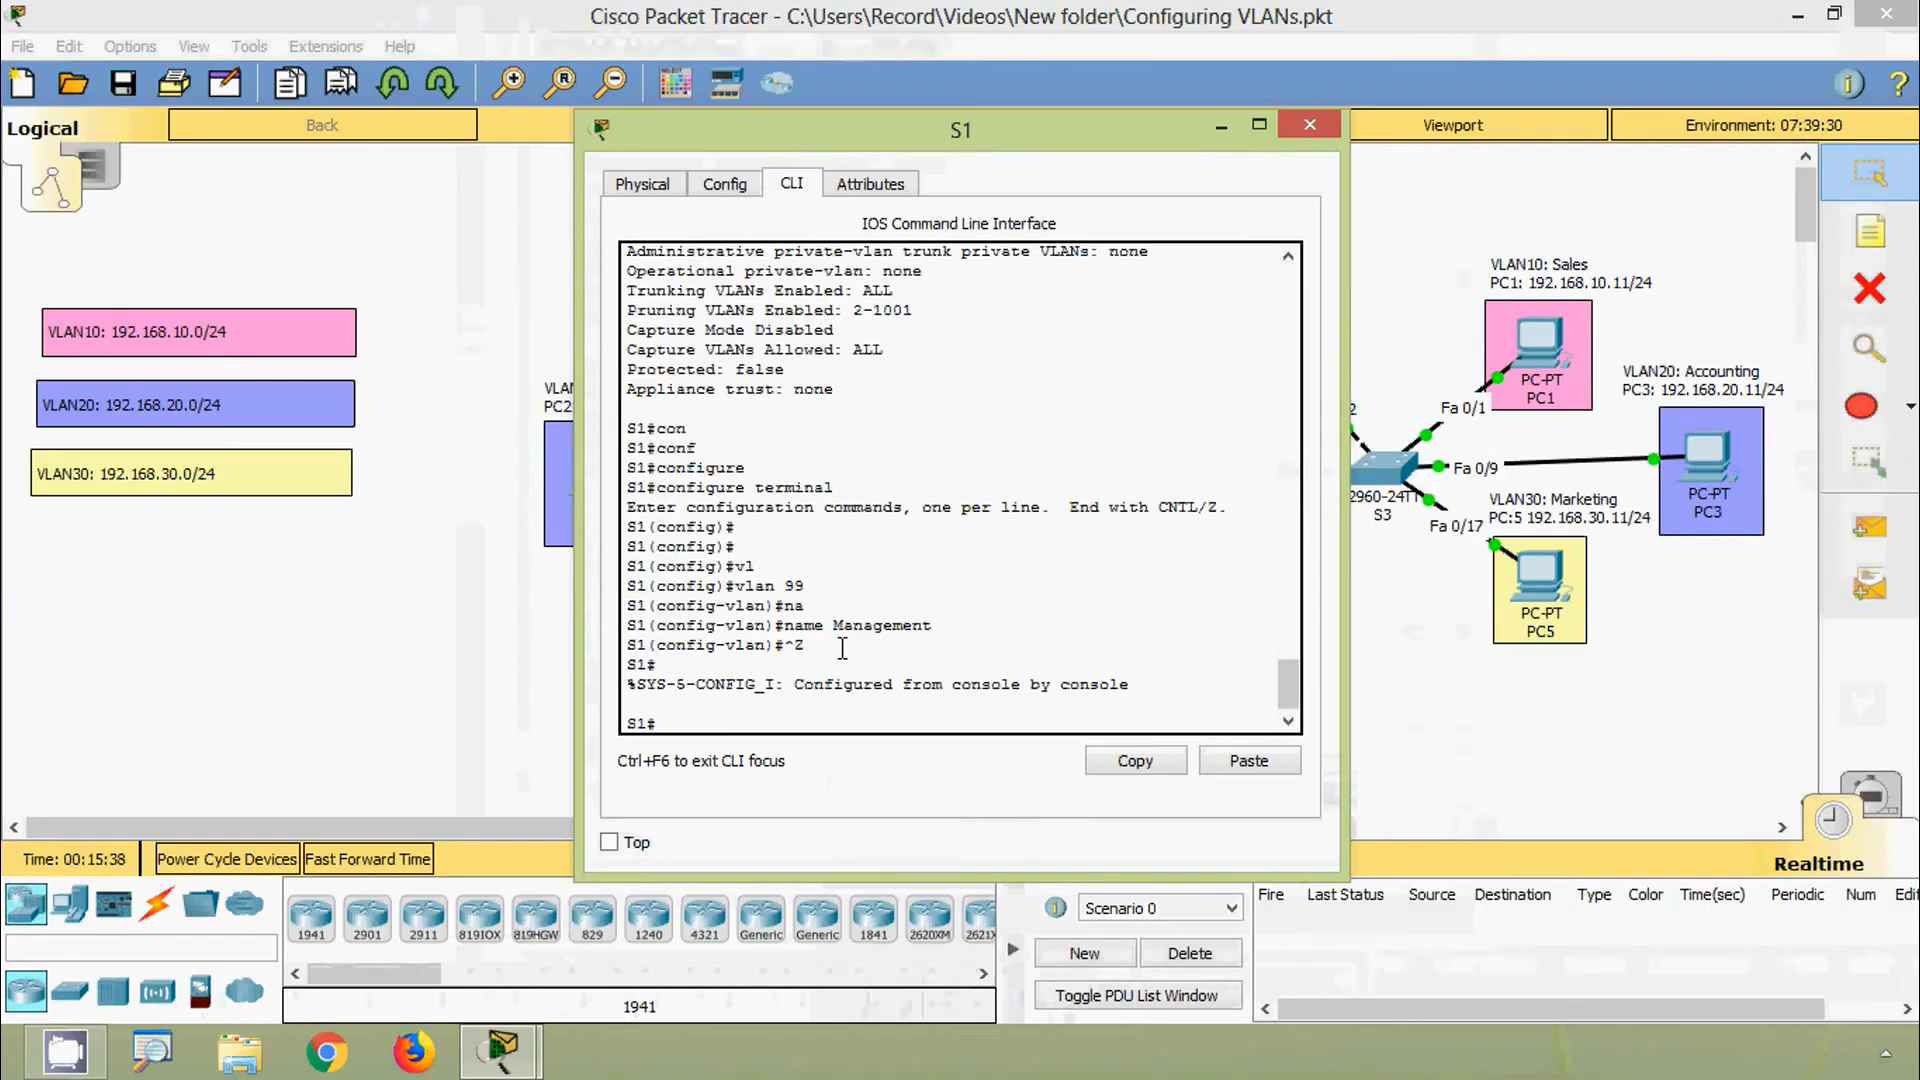 Cisco Packet Tracer - C:\Users\Record\Videos\New folder\Configuring VLANs.pkt
File Edit Options View Tools Extensions Help
Logical
Back
Viewport
Environment: 07:39:30
S1
Physical Config CLI Attributes
IOS Command Line Interface
Administrative private-vlan trunk private VLANs: none
Operational private-vlan: none
Trunking VLANs Enabled: ALL
Pruning VLANs Enabled: 2-1001
Capture Mode Disabled
Capture VLANs Allowed: ALL
Protected: false
Appliance trust: none
S1#con
S1#conf
S1#configure
S1#configure terminal
Enter configuration commands, one per line. End with CNTL/Z.
S1(config)#
S1(config)#
S1(config)#vl
S1(config)#vlan 99
S1(config-vlan)#na
S1(config-vlan)#name Management
S1(config-vlan)#^Z
S1#
%SYS-5-CONFIG_I: Configured from console by console
S1#
Ctrl+F6 to exit CLI focus
Copy
Paste
Top
VLAN10: 192.168.10.0/24
VLAN20: 192.168.20.0/24
VLAN30: 192.168.30.0/24
VLAN
PC2
VLAN10: Sales
PC1: 192.168.10.11/24
PC-PT
PC1
VLAN20: Accounting
PC3: 192.168.20.11/24
2
Fa 0/1
Fa 0/9
2960-24TT
S3
Fa 0/17
PC-PT
PC3
VLAN30: Marketing
PC:5 192.168.30.11/24
PC-PT
PC5
Time: 00:15:38
Power Cycle Devices
Fast Forward Time
Realtime
1941 2901 2911 819IOX 819HGW 829 1240 4321 Generic Generic 1841 2620XM 2621X
1941
Scenario 0
New
Delete
Toggle PDU List Window
Fire Last Status Source Destination Type Color Time(sec) Periodic Num Edit